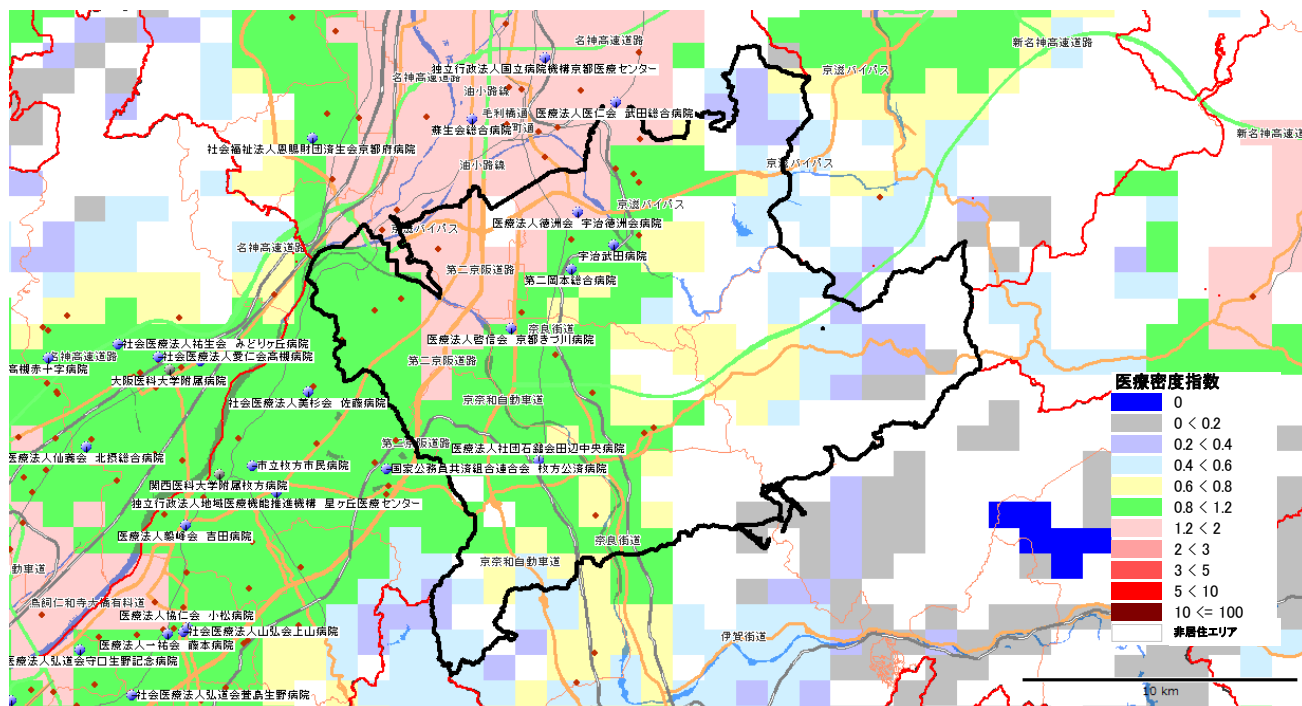 名神高速道路
新名神高速道路
独立行政法人国立病院機構京都医療センター
京滋バイパス
名神高速道路
油小路線
毛利橋通
医療法人医仁会 武田総合病院
新名神高速道
蘇生会総合病院
町通
社会福祉法人恩賜財団済生会京都府病院
油小路線
京滋バイパス
京滋バイパス
医療法人徳洲会 宇治徳洲会病院
京滋バイパス
名神高速道路
宇治武田病院
第二京阪道路
第二岡本総合病院
奈良街道
医療法人啓信会 京都きづ川病院
社会医療法人祐生会 みどりヶ丘病院
名神高速道路
社会医療法人愛仁会高槻病院
第二京阪道路
高槻赤十字病院
大阪医科大学附属病院
医療密度指数
社会医療法人美杉会 佐藤病院
京奈和自動車道
0
0 < 0.2
0.2 < 0.4
第二京阪道路
医療法人社団石鎚会田辺中央病院
医療法人仙養会 北摂総合病院
0.4 < 0.6
市立枚方市民病院
国家公務員共済組合連合会 枚方公済病院
0.6 < 0.8
関西医科大学附属枚方病院
0.8 < 1.2
独立行政法人地域医療機能推進機構 星ヶ丘医療センター
1.2 < 2
医療法人毅峰会 吉田病院
2 < 3
奈良街道
京奈和自動車道
3 < 5
動車道
5 < 10
鳥飼仁和寺大橋有料道路
10 <= 100
医療法人協仁会 小松病院
社会医療法人山弘会上山病院
伊賀街道
非居住エリア
医療法人一祐会 藤本病院
医療法人弘道会守口生野記念病院
社会医療法人弘道会萱島生野病院
10 km